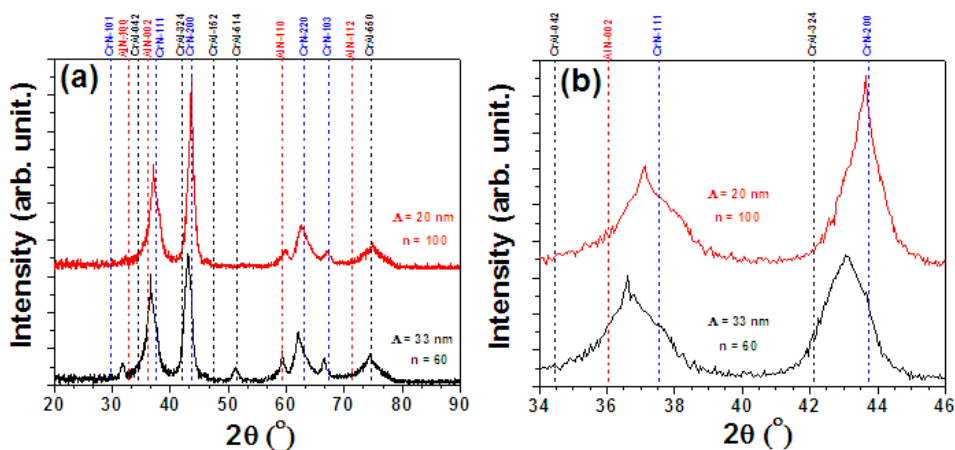 CrN-101
AlN-100
CrAl-042
AlN-002
CrN-111
CrAl-324
CrN-200
CrAl-152
CrAl-614
AlN-110
CrN-220
CrN-103
AlN-112
CrAl-550
(a)
Intensity (arb. unit.)
Λ = 20 nm
n = 100
Λ = 33 nm
n = 60
20 30 40 50 60 70 80 90
2θ (°)
CrAl-042
AlN-002
CrN-111
CrAl-324
CrN-200
(b)
Intensity (arb. unit.)
Λ = 20 nm
n = 100
Λ = 33 nm
n = 60
34 36 38 40 42 44 46
2θ (°)